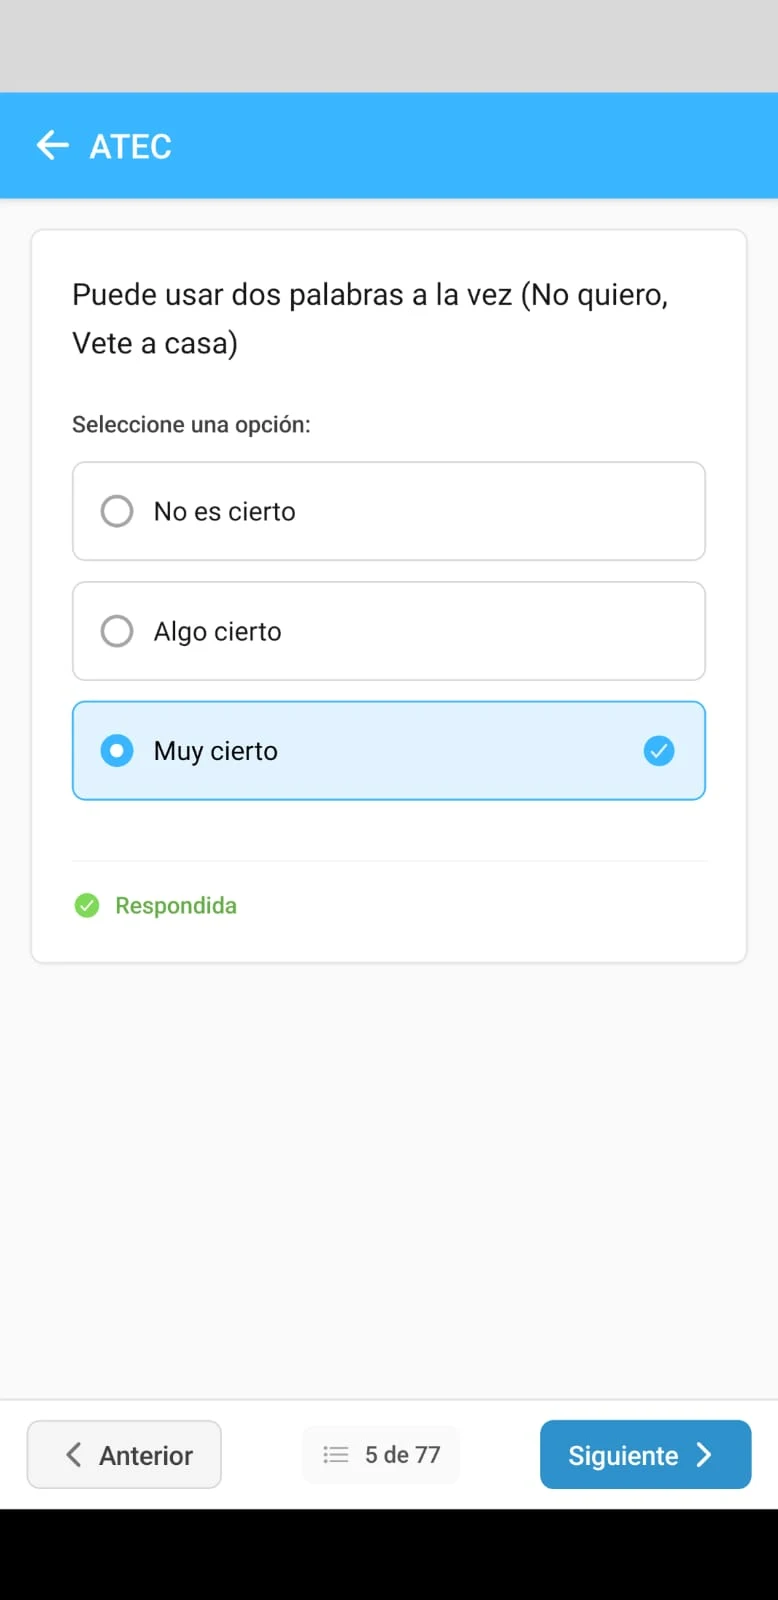 ATEC
Puede usar dos palabras a la vez (No quiero,
Vete a casa)
Seleccione una opción:
No es cierto
Algo cierto
Muy cierto
Respondida
Anterior
5 de 77
Siguiente